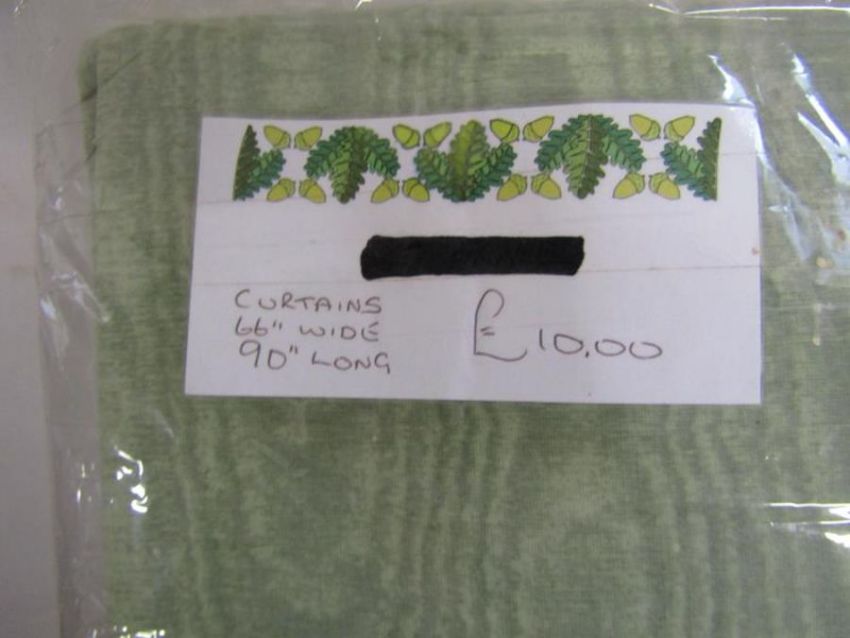 CURTAINS
66" WIDE
90" LONG
£10.00